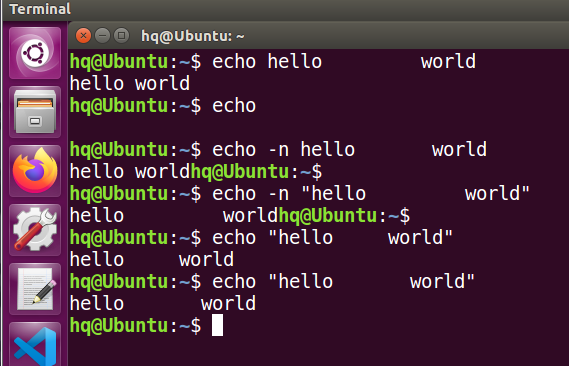 Terminal
hq@Ubuntu: ~
hq@Ubuntu:~$ echo hello         world
hello world
hq@Ubuntu:~$ echo

hq@Ubuntu:~$ echo -n hello       world
hello worldhq@Ubuntu:~$
hq@Ubuntu:~$ echo -n "hello         world"
hello         worldhq@Ubuntu:~$
hq@Ubuntu:~$ echo "hello     world"
hello     world
hq@Ubuntu:~$ echo "hello       world"
hello       world
hq@Ubuntu:~$